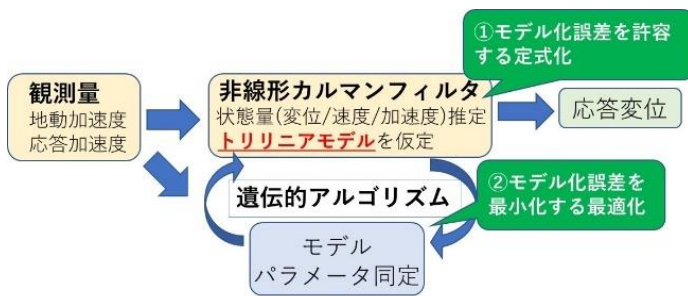 ①モデル化誤差を許容
する定式化
観測量
地動加速度
応答加速度
非線形カルマンフィルタ
状態量(変位/速度/加速度)推定
トリリニアモデルを仮定
応答変位
遺伝的アルゴリズム
②モデル化誤差を
最小化する最適化
モデル
パラメータ同定